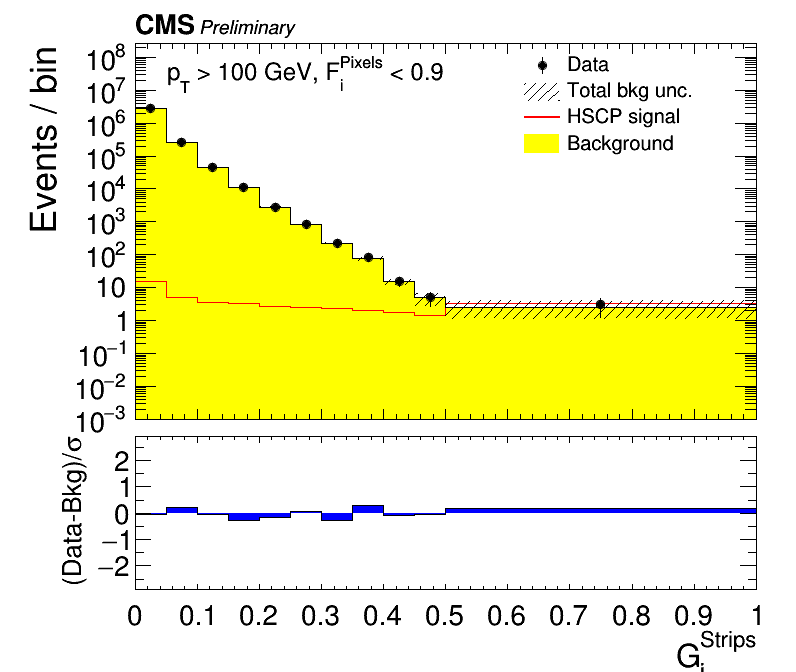 CMS Preliminary
Events / bin
p_T > 100 GeV, F_i^Pixels < 0.9
Data
Total bkg unc.
HSCP signal
Background
10^8
10^7
10^6
10^5
10^4
10^3
10^2
10
1
10^−1
10^−2
10^−3
(Data-Bkg)/σ
2
1
0
−1
−2
0 0.1 0.2 0.3 0.4 0.5 0.6 0.7 0.8 0.9 1
G_i^Strips